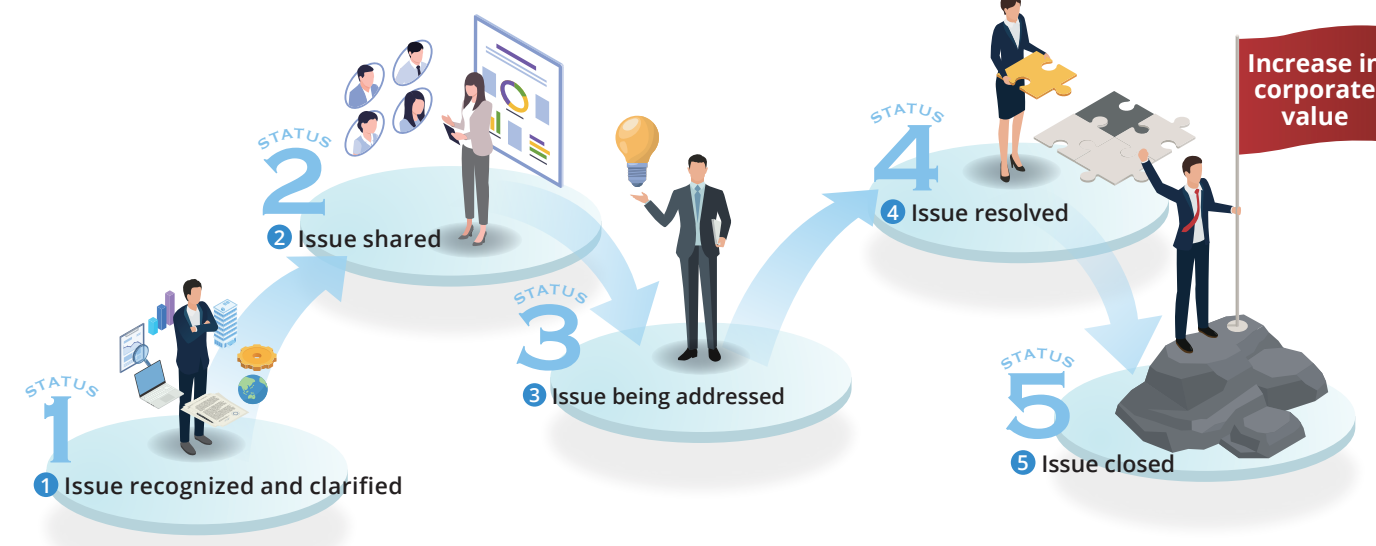 STATUS
1
1 Issue recognized and clarified
STATUS
2
2 Issue shared
STATUS
3
3 Issue being addressed
STATUS
4
4 Issue resolved
STATUS
5
5 Issue closed
Increase in
corporate
value